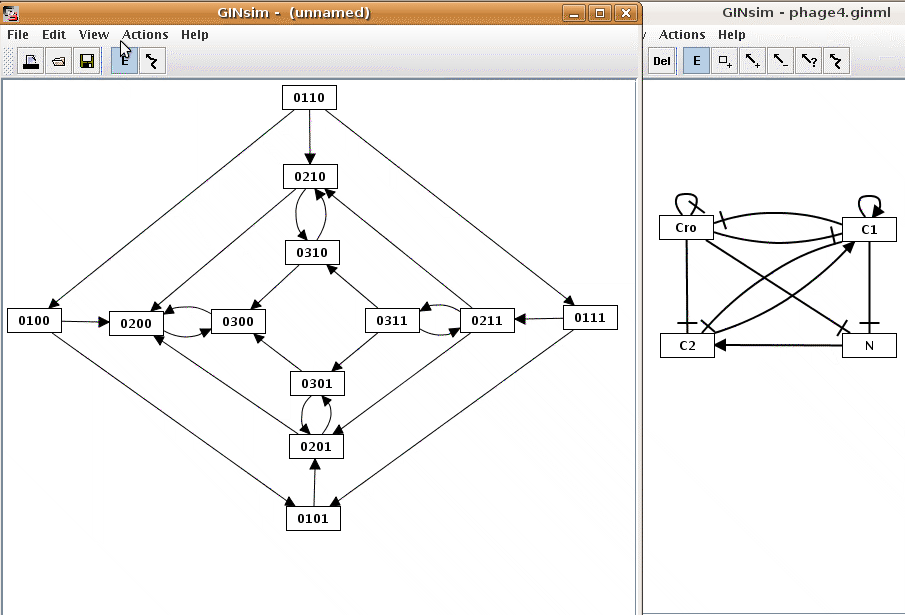 GINsim - (unnamed)
GINsim - phage4.ginml
File Edit View Actions Help
Actions Help
E
Del E
0110
0210
0310
0100
0200
0300
0311
0211
0111
0301
0201
0101
Cro
C1
C2
N